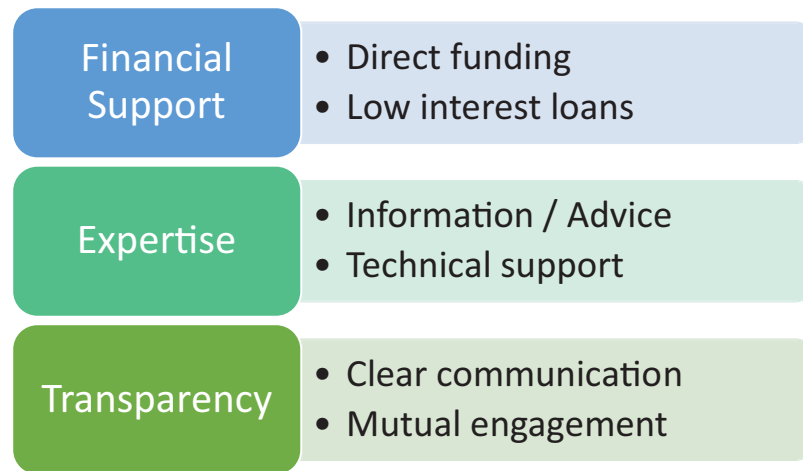 Financial
Support
• Direct funding
• Low interest loans
Expertise
• Information / Advice
• Technical support
Transparency
• Clear communication
• Mutual engagement